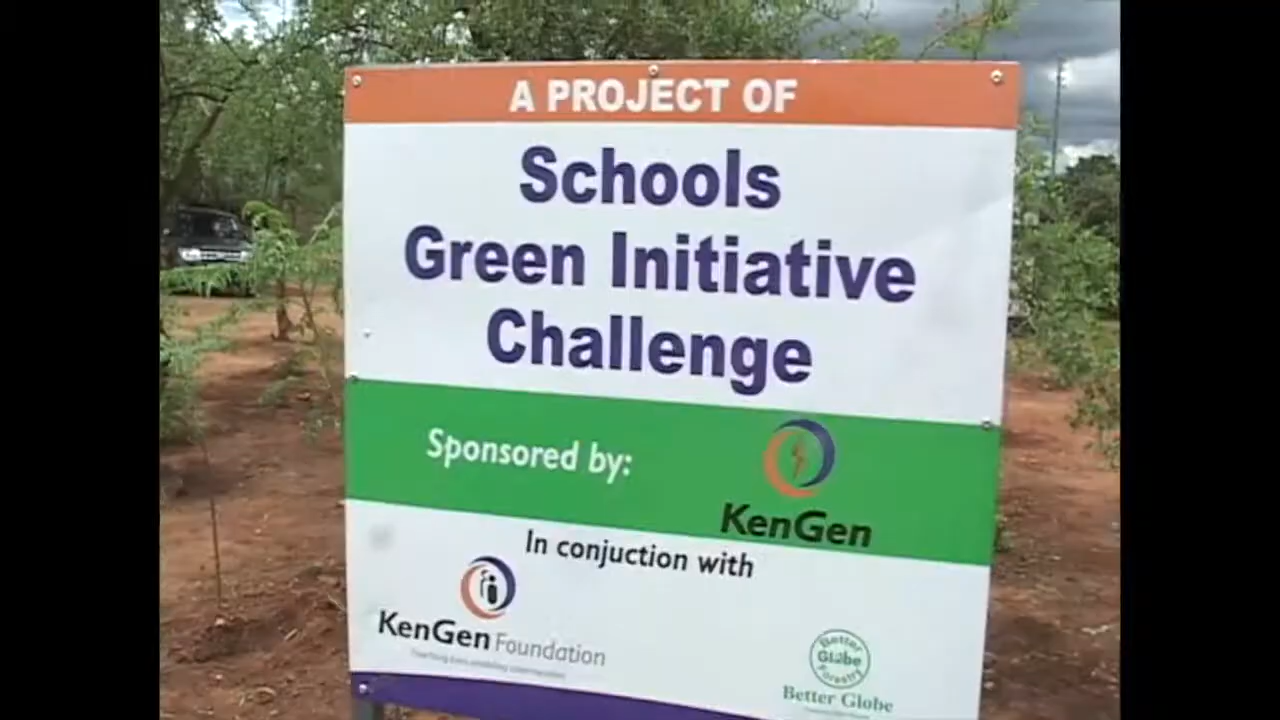 A PROJECT OF
Schools
Green Initiative
Challenge
Sponsored by:
KenGen
In conjuction with
KenGen Foundation
Better
Globe
Forestry
Better Globe